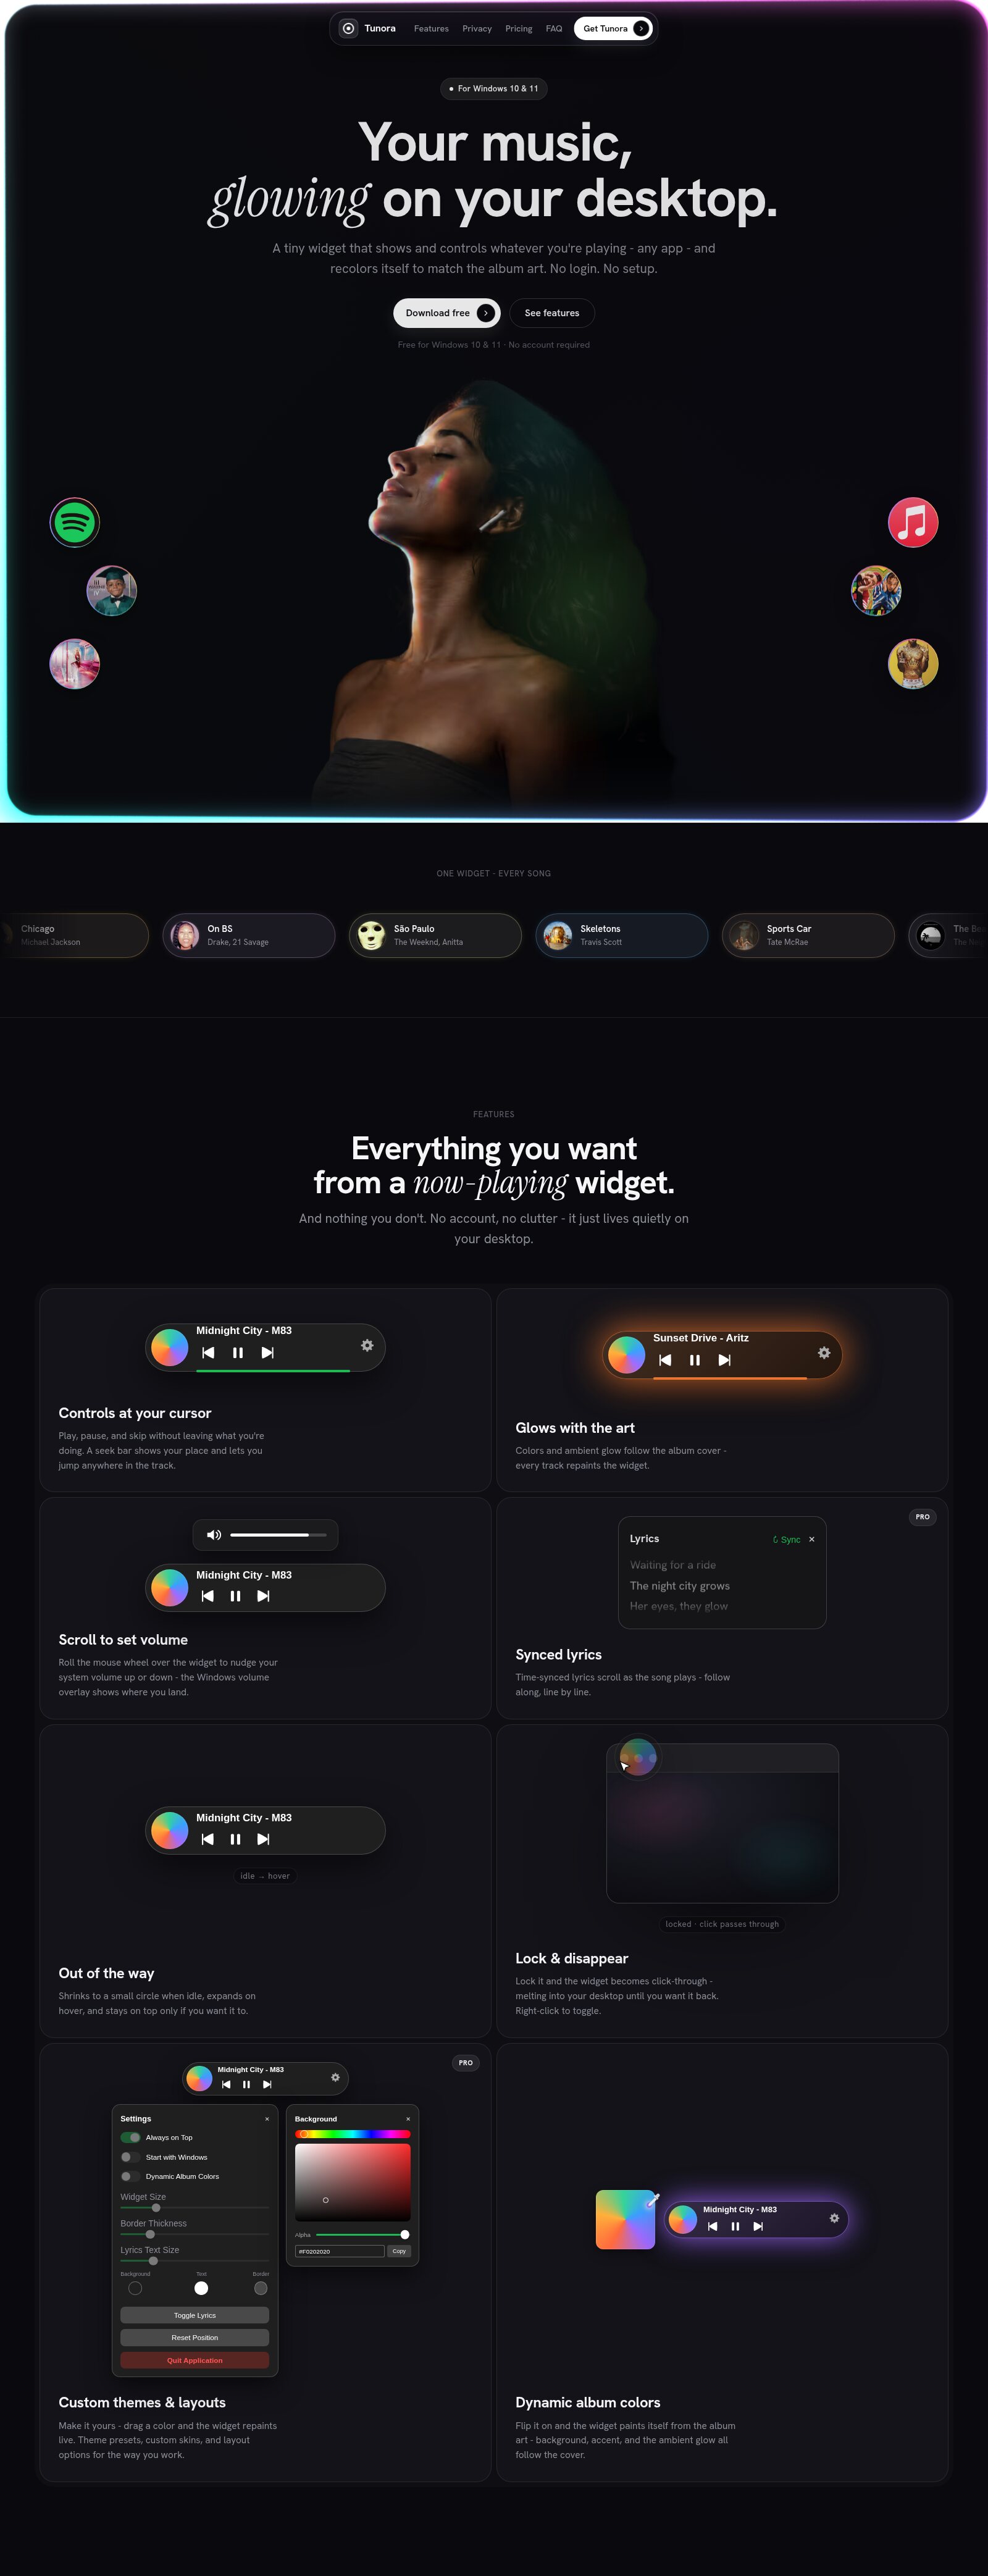 Tunora Features Privacy Pricing FAQ Get Tunora
For Windows 10 & 11
Your music,
glowing on your desktop.
A tiny widget that shows and controls whatever you're playing - any app - and
recolors itself to match the album art. No login. No setup.
Download free See features
Free for Windows 10 & 11 · No account required
ONE WIDGET - EVERY SONG
Chicago
Michael Jackson
On BS
Drake, 21 Savage
São Paulo
The Weeknd, Anitta
Skeletons
Travis Scott
Sports Car
Tate McRae
The
The
FEATURES
Everything you want
from a now-playing widget.
And nothing you don't. No account, no clutter - it just lives quietly on
your desktop.
Midnight City - M83
Controls at your cursor
Play, pause, and skip without leaving what you're
doing. A seek bar shows your place and lets you
jump anywhere in the track.
Sunset Drive - Aritz
Glows with the art
Colors and ambient glow follow the album cover -
every track repaints the widget.
Midnight City - M83
Scroll to set volume
Roll the mouse wheel over the widget to nudge your
system volume up or down - the Windows volume
overlay shows where you land.
PRO
Lyrics Sync ×
Waiting for a ride
The night city grows
Her eyes, they glow
Synced lyrics
Time-synced lyrics scroll as the song plays - follow
along, line by line.
Midnight City - M83
idle → hover
Out of the way
Shrinks to a small circle when idle, expands on
hover, and stays on top only if you want it to.
locked · click passes through
Lock & disappear
Lock it and the widget becomes click-through -
melting into your desktop until you want it back.
Right-click to toggle.
PRO
Midnight City - M83
Settings ×
Always on Top
Start with Windows
Dynamic Album Colors
Widget Size
Border Thickness
Lyrics Text Size
Background Text Border
Toggle Lyrics
Reset Position
Quit Application
Background ×
Alpha
#F0202020 Copy
Custom themes & layouts
Make it yours - drag a color and the widget repaints
live. Theme presets, custom skins, and layout
options for the way you work.
Midnight City - M83
Dynamic album colors
Flip it on and the widget paints itself from the album
art - background, accent, and the ambient glow all
follow the cover.